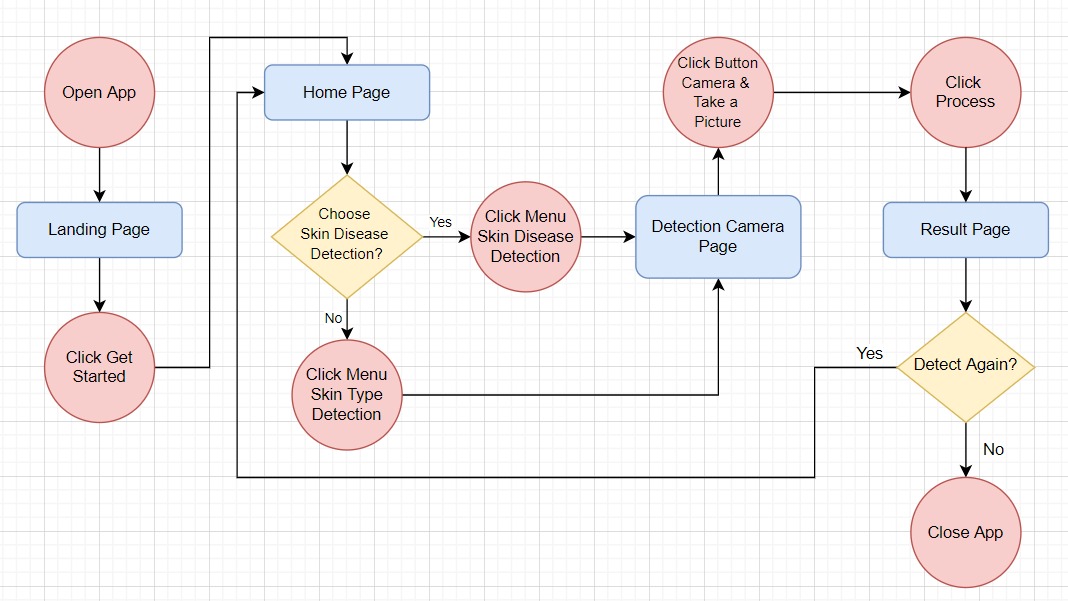 Open App
Landing Page
Click Get
Started
Home Page
Choose
Skin Disease
Detection?
Yes
No
Click Menu
Skin Disease
Detection
Click Menu
Skin Type
Detection
Detection Camera
Page
Click Button
Camera &
Take a
Picture
Click
Process
Result Page
Detect Again?
Yes
No
Close App